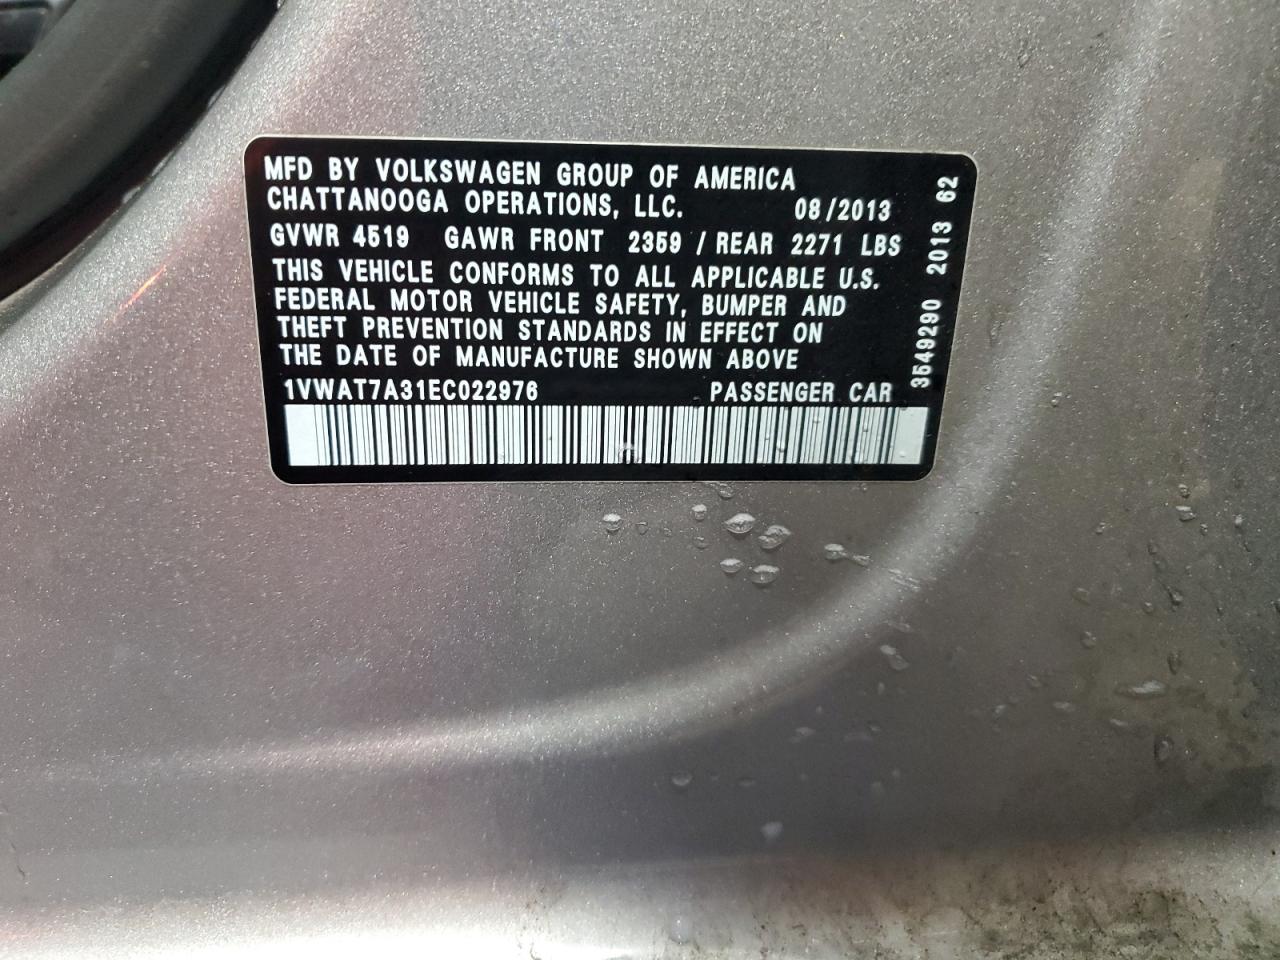 MFD BY VOLKSWAGEN GROUP OF AMERICA
CHATTANOOGA OPERATIONS, LLC. 08/2013
GVWR 4519 GAWR FRONT 2359 / REAR 2271 LBS
THIS VEHICLE CONFORMS TO ALL APPLICABLE U.S.
FEDERAL MOTOR VEHICLE SAFETY, BUMPER AND
THEFT PREVENTION STANDARDS IN EFFECT ON
THE DATE OF MANUFACTURE SHOWN ABOVE
1VWAT7A31EC022976 PASSENGER CAR
3549290 2013 62